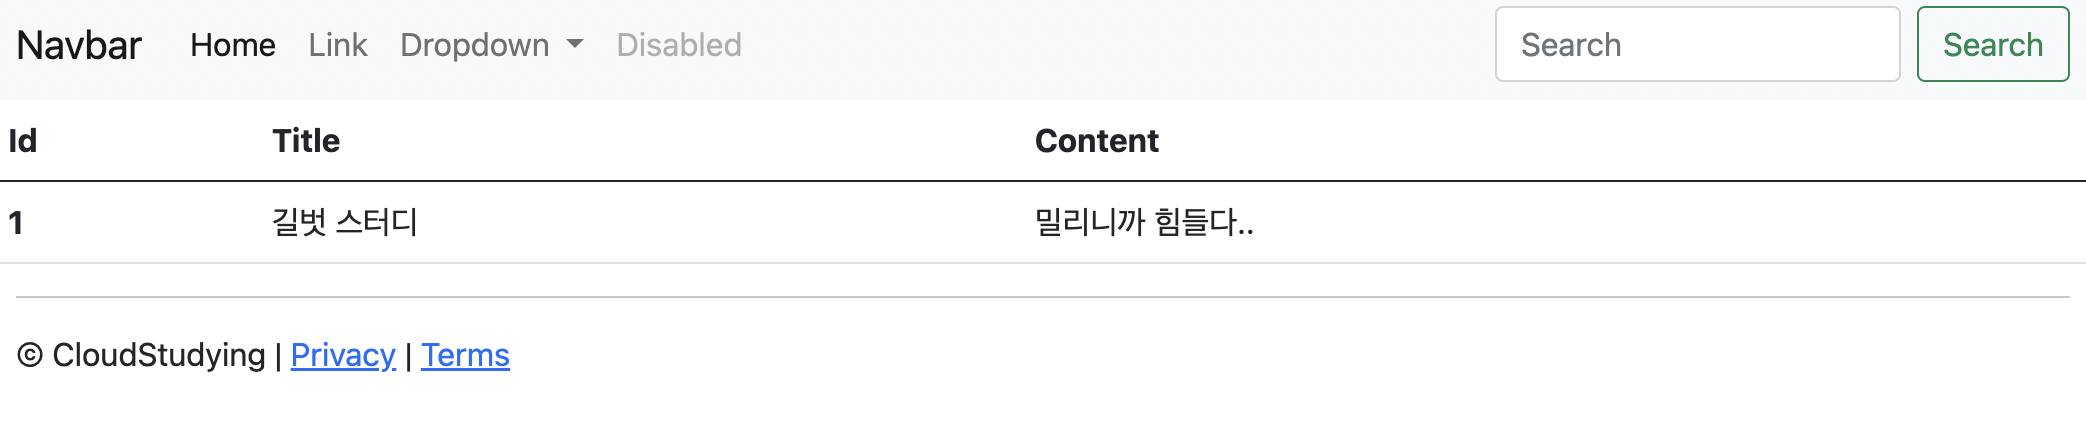 Navbar Home Link Dropdown Disabled Search Search
Id Title Content
1 길벗 스터디 밀리니까 힘들다..
© CloudStudying | Privacy | Terms